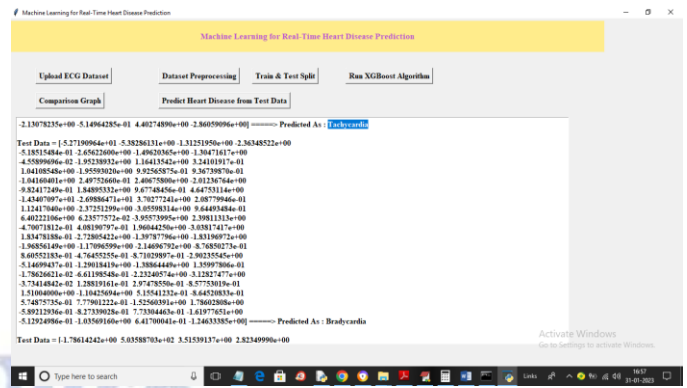 Machine Learning for Real-Time Heart Disease Prediction
Machine Learning for Real-Time Heart Disease Prediction
Upload ECG Dataset Dataset Preprocessing Train & Test Split Run XGBoost Algorithm
Comparison Graph Predict Heart Disease from Test Data
-2.13078235e+00 -5.14964285e-01 4.40274890e+00 -2.86059096e+00] =====> Predicted As : Tachycardia
Test Data = [-5.27190964e+01 -5.38286131e+00 -1.31251950e+00 -2.36348522e+00
-5.18515484e-01 -2.65622600e+00 -1.49620365e+00 -1.30471617e+00
-4.55899696e-02 -1.95238932e+00 1.16413542e+00 3.24101917e-01
1.04108548e+00 -1.95593020e+00 9.92565875e-01 9.36739870e-01
-1.04160401e+00 2.49752660e-01 2.40675800e+00 -2.01236764e+00
-9.82417249e-01 1.84895332e+00 9.67748456e-01 4.64753114e+00
-1.43407097e+01 -2.69886471e+01 3.70277241e+00 2.08779946e-01
1.12417040e+00 -2.37251299e+00 -3.05598314e+00 9.64493484e-01
6.40222106e+00 6.23577572e-02 -3.95573995e+00 2.39811313e+00
-4.70071812e-01 4.08190797e-01 1.96044250e+00 -3.03817417e+00
1.83478188e-01 -2.72805422e+00 -1.39787796e+00 -1.83196972e+00
-1.96856149e+00 -1.17096599e+00 -2.14696792e+00 -8.76850273e-01
8.60552183e-01 -4.76455255e-01 -8.71029897e-01 -2.90235545e+00
-5.14699437e-01 -1.29018419e+00 -1.38864449e+00 1.35997806e-01
-1.78626621e-02 -6.61198548e-01 -2.23240574e+00 -3.12827477e+00
-3.73414842e-02 1.28819161e-01 2.97478550e-01 -8.57753019e-01
1.51004000e+00 -1.10425694e+00 5.15541232e-01 -8.64520833e-01
5.74875735e-01 7.77901222e-01 -1.52560391e+00 1.78602808e+00
-5.89212936e-01 -8.27339028e-01 7.73304463e-01 -1.61977651e+00
-5.12924986e-01 -1.03569160e+00 6.41700041e-01 -1.24633385e+00] =====> Predicted As : Bradycardia
Test Data = [-1.78614242e+00 5.03588703e+02 3.51539137e+00 2.82349990e+00
Activate Windows
Go to Settings to activate Windows.
Type here to search
Links
16:57
31-01-2023